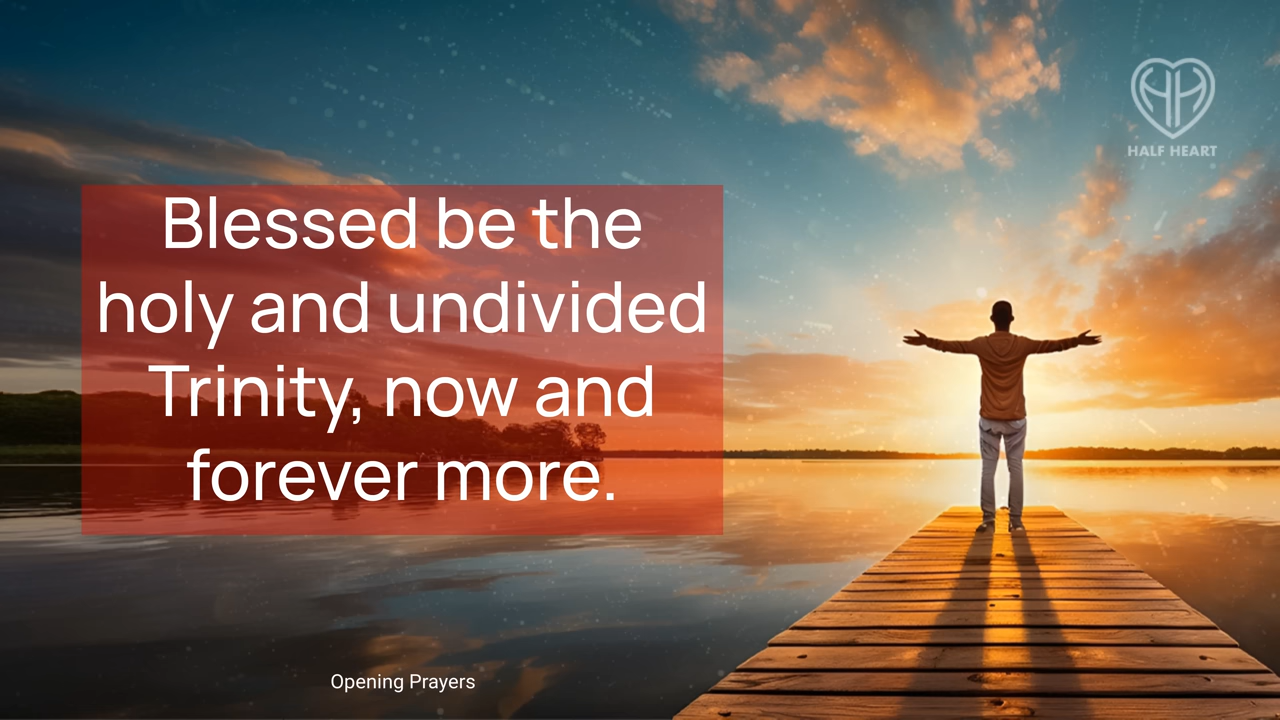 HALF HEART
Blessed be the
holy and undivided
Trinity, now and
forever more.
Opening Prayers